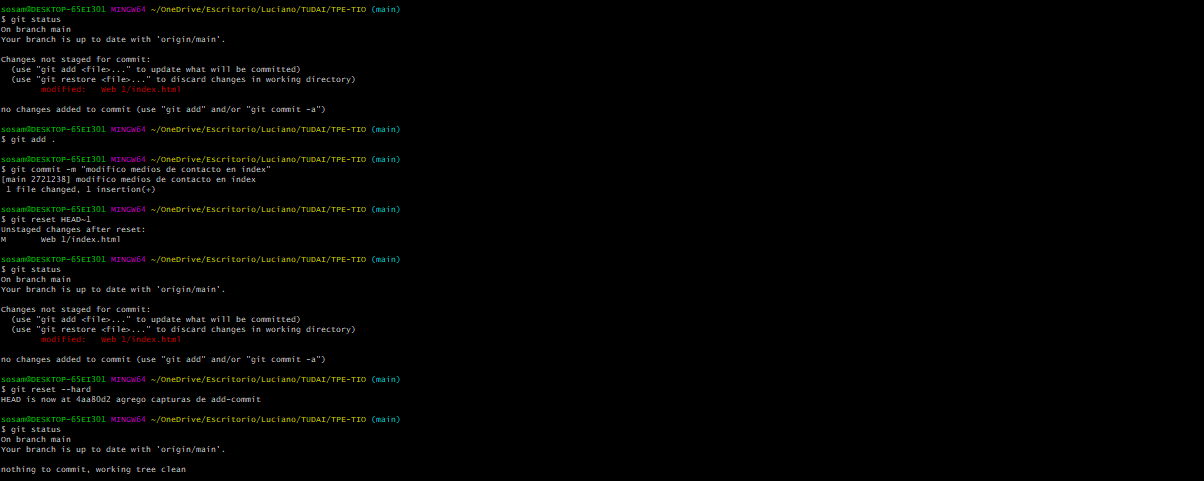 sosam@DESKTOP-65EI3O1 MINGW64 ~/OneDrive/Escritorio/Luciano/TUDAI/TPE-TIO (main)
$ git status
On branch main
Your branch is up to date with 'origin/main'.
Changes not staged for commit:
(use "git add <file>..." to update what will be committed)
(use "git restore <file>..." to discard changes in working directory)
modified: Web 1/index.html
no changes added to commit (use "git add" and/or "git commit -a")
sosam@DESKTOP-65EI3O1 MINGW64 ~/OneDrive/Escritorio/Luciano/TUDAI/TPE-TIO (main)
$ git add .
sosam@DESKTOP-65EI3O1 MINGW64 ~/OneDrive/Escritorio/Luciano/TUDAI/TPE-TIO (main)
$ git commit -m "modifico medios de contacto en index"
[main 2721238] modifico medios de contacto en index
1 file changed, 1 insertion(+)
sosam@DESKTOP-65EI3O1 MINGW64 ~/OneDrive/Escritorio/Luciano/TUDAI/TPE-TIO (main)
$ git reset HEAD~1
Unstaged changes after reset:
M Web 1/index.html
sosam@DESKTOP-65EI3O1 MINGW64 ~/OneDrive/Escritorio/Luciano/TUDAI/TPE-TIO (main)
$ git status
On branch main
Your branch is up to date with 'origin/main'.
Changes not staged for commit:
(use "git add <file>..." to update what will be committed)
(use "git restore <file>..." to discard changes in working directory)
modified: Web 1/index.html
no changes added to commit (use "git add" and/or "git commit -a")
sosam@DESKTOP-65EI3O1 MINGW64 ~/OneDrive/Escritorio/Luciano/TUDAI/TPE-TIO (main)
$ git reset --hard
HEAD is now at 4aa80d2 agrego capturas de add-commit
sosam@DESKTOP-65EI3O1 MINGW64 ~/OneDrive/Escritorio/Luciano/TUDAI/TPE-TIO (main)
$ git status
On branch main
Your branch is up to date with 'origin/main'.
nothing to commit, working tree clean